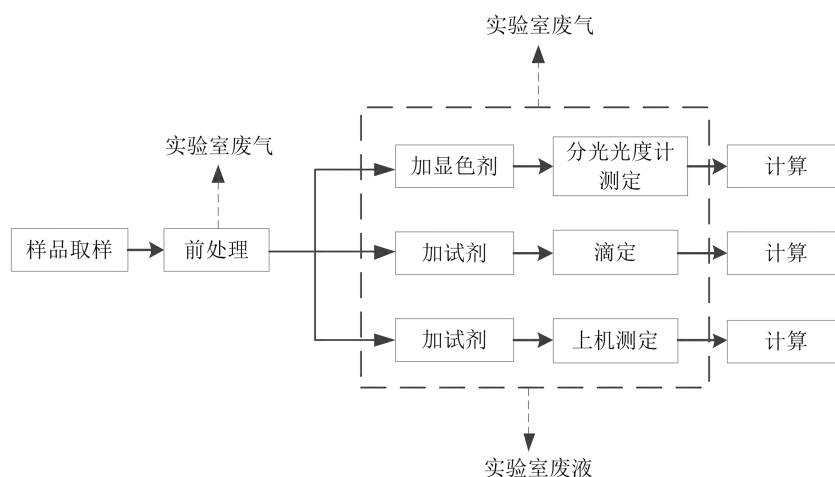 实验室废气
实验室废气
加显色剂
分光光度计
测定
计算
样品取样
前处理
加试剂
滴定
计算
加试剂
上机测定
计算
实验室废液